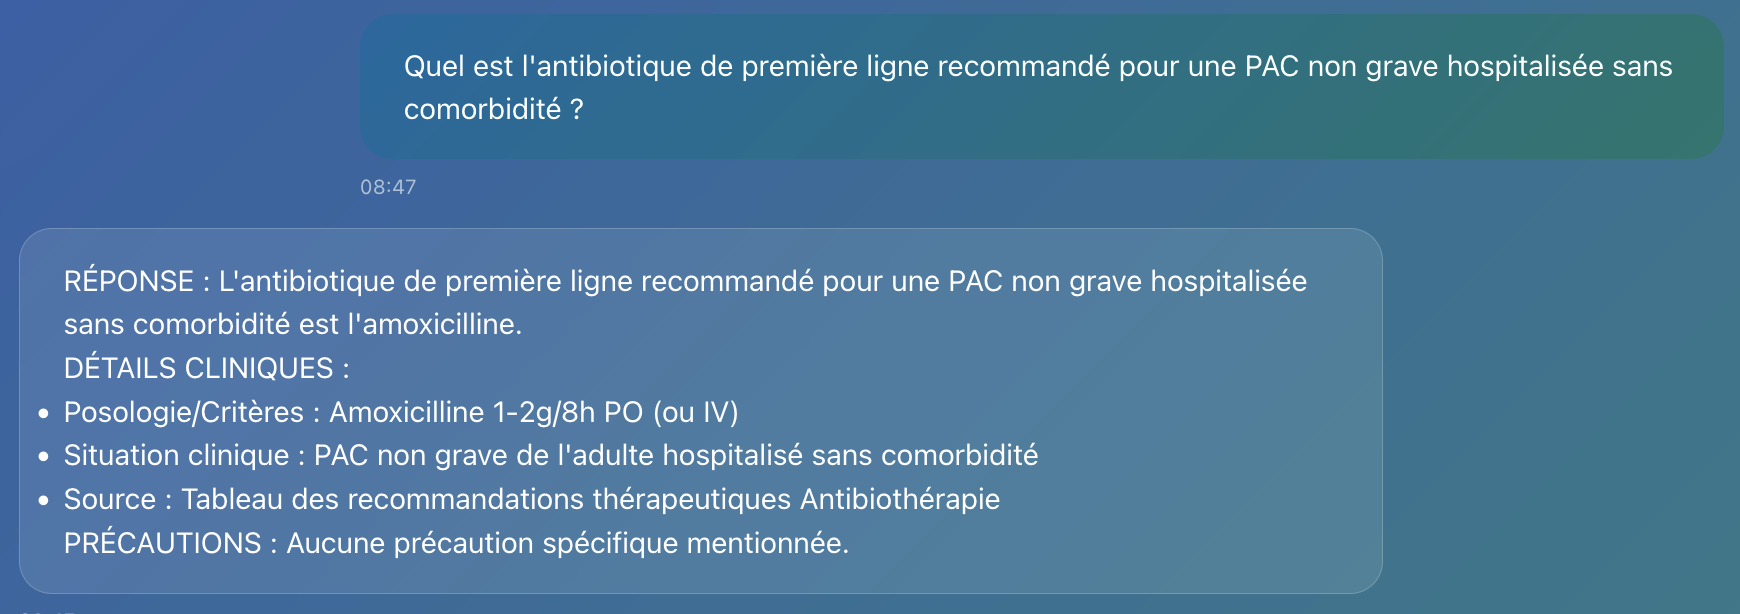 Quel est l'antibiotique de première ligne recommandé pour une PAC non grave hospitalisée sans
comorbidité ?
08:47
RÉPONSE : L'antibiotique de première ligne recommandé pour une PAC non grave hospitalisée
sans comorbidité est l'amoxicilline.
DÉTAILS CLINIQUES :
• Posologie/Critères : Amoxicilline 1-2g/8h PO (ou IV)
• Situation clinique : PAC non grave de l'adulte hospitalisé sans comorbidité
• Source : Tableau des recommandations thérapeutiques Antibiothérapie
PRÉCAUTIONS : Aucune précaution spécifique mentionnée.